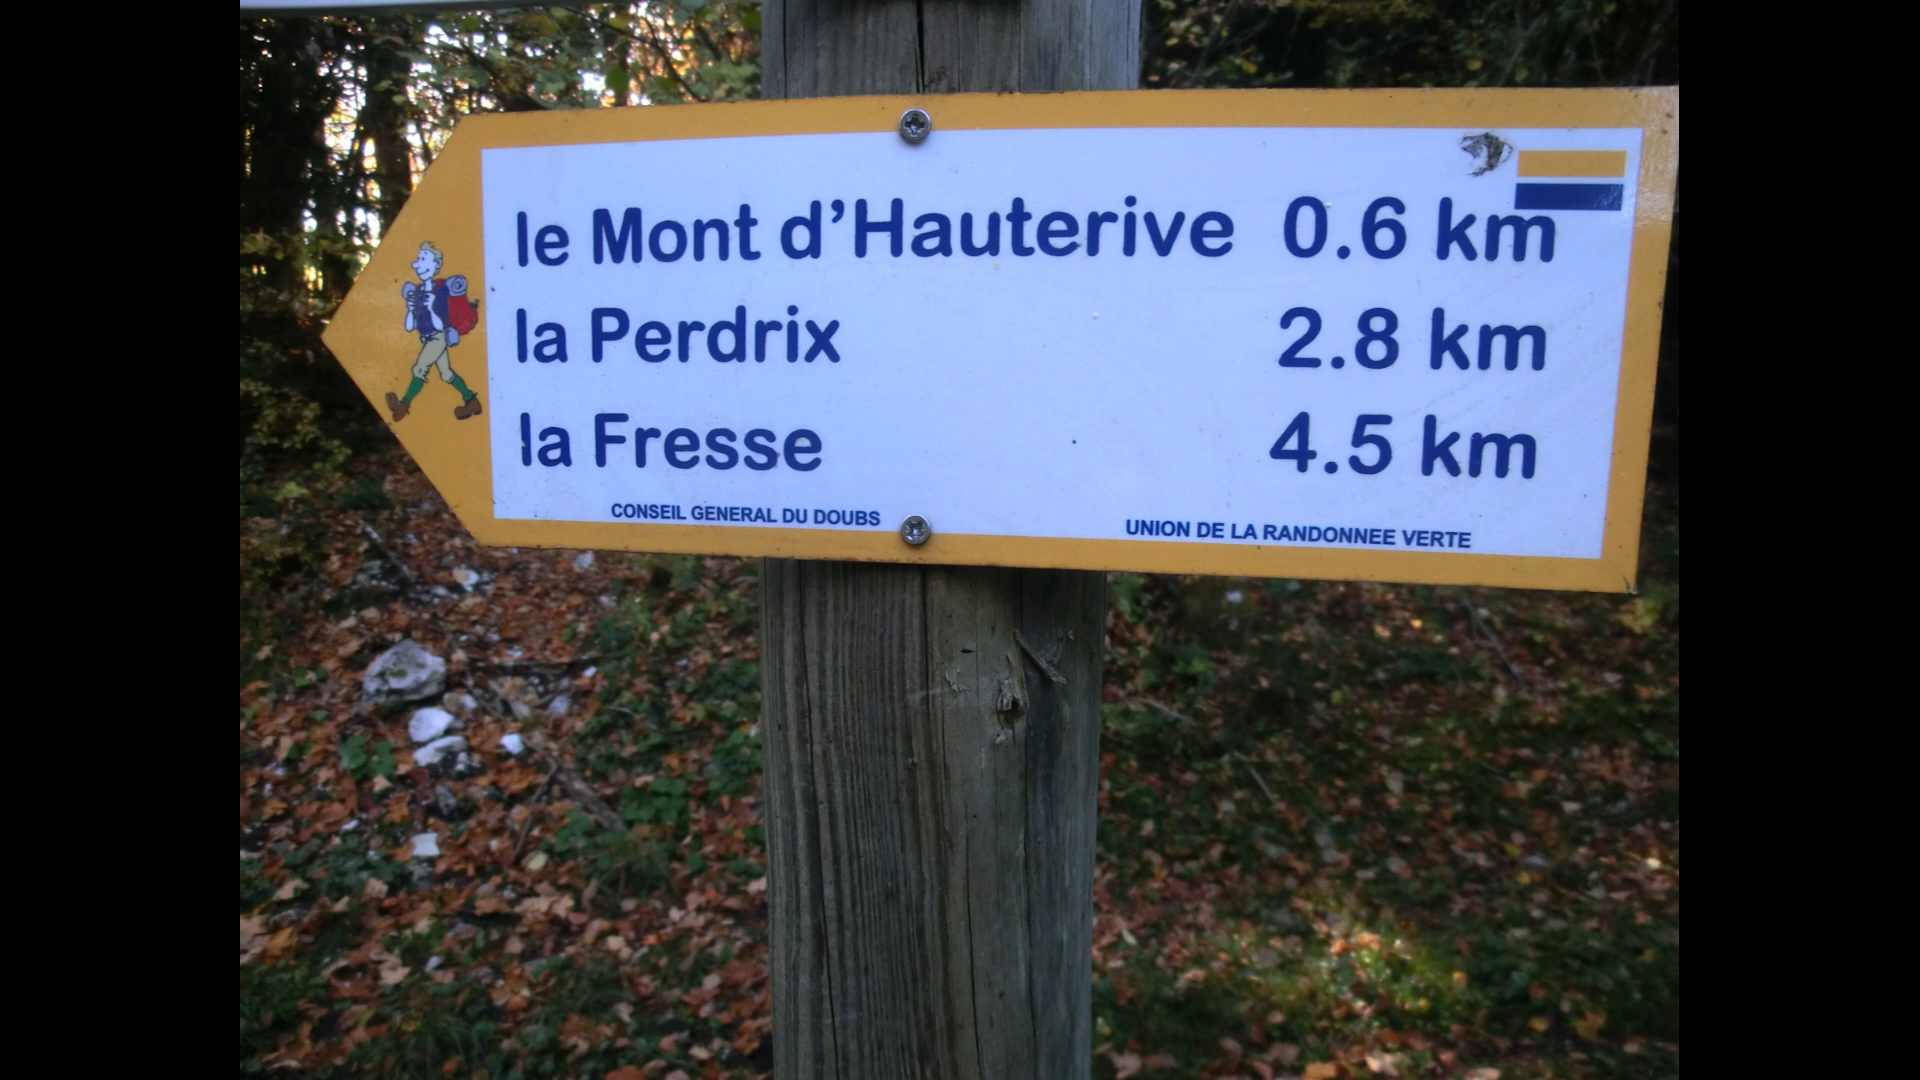 le Mont d’Hauterive 0.6 km
la Perdrix 2.8 km
la Fresse 4.5 km
CONSEIL GENERAL DU DOUBS UNION DE LA RANDONNEE VERTE